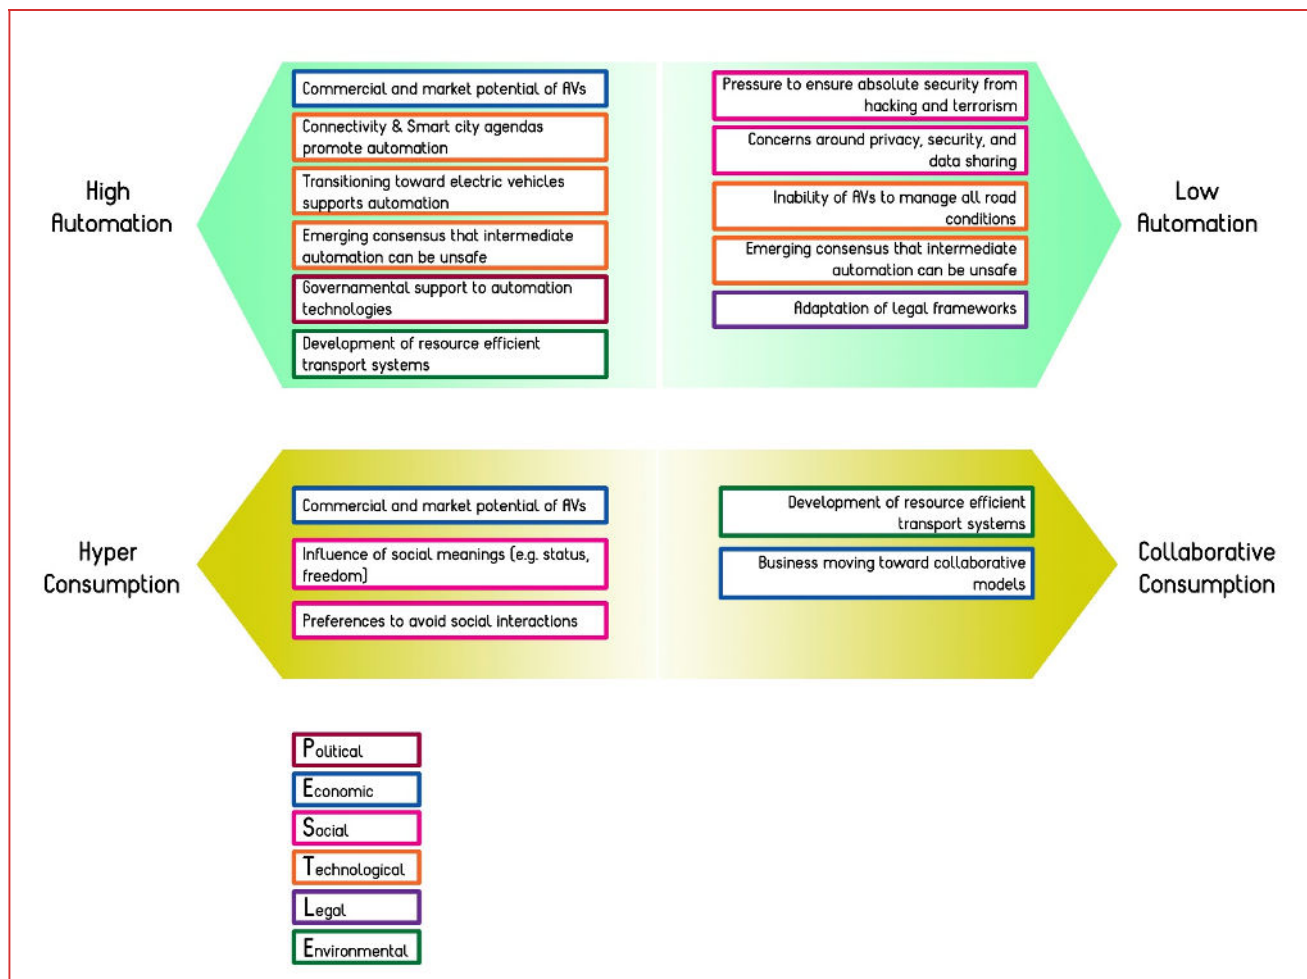 High
Automation
Commercial and market potential of AVs
Connectivity & Smart city agendas
promote automation
Transitioning toward electric vehicles
supports automation
Emerging consensus that intermediate
automation can be unsafe
Governamental support to automation
technologies
Development of resource efficient
transport systems
Pressure to ensure absolute security from
hacking and terrorism
Concerns around privacy, security, and
data sharing
Inability of AVs to manage all road
conditions
Emerging consensus that intermediate
automation can be unsafe
Adaptation of legal frameworks
Low
Automation
Hyper
Consumption
Commercial and market potential of AVs
Influence of social meanings (e.g. status,
freedom)
Preferences to avoid social interactions
Development of resource efficient
transport systems
Business moving toward collaborative
models
Collaborative
Consumption
Political
Economic
Social
Technological
Legal
Environmental